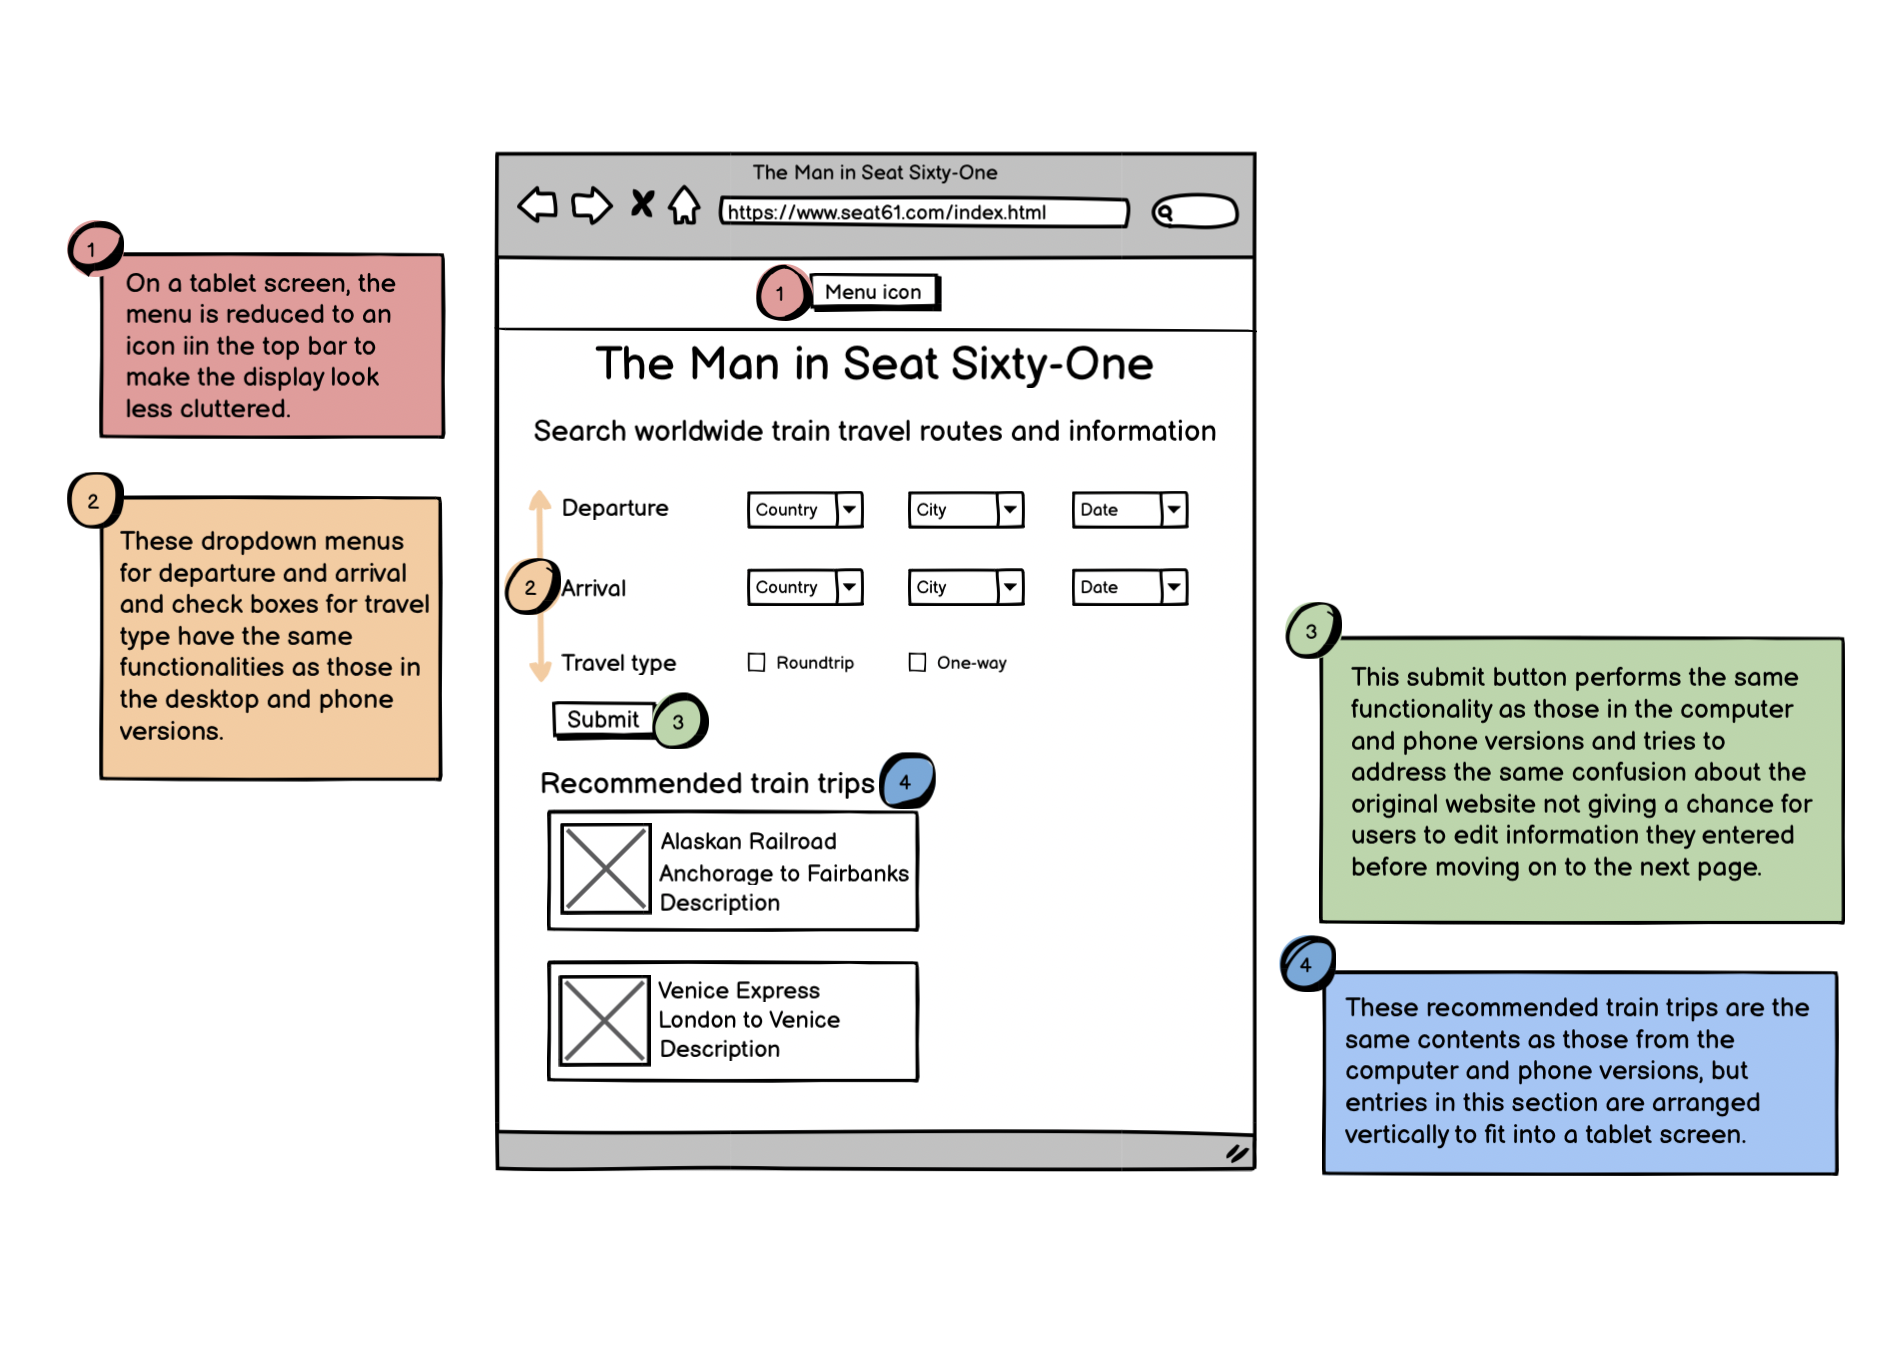 The Man in Seat Sixty-One
https://www.seat61.com/index.html
1
On a tablet screen, the
menu is reduced to an
icon iin the top bar to
make the display look
less cluttered.
1
Menu icon
The Man in Seat Sixty-One
Search worldwide train travel routes and information
2
These dropdown menus
for departure and arrival
and check boxes for travel
type have the same
functionalities as those in
the desktop and phone
versions.
Departure
Country
City
Date
2
Arrival
Country
City
Date
Travel type
Roundtrip
One-way
Submit
3
3
This submit button performs the same
functionality as those in the computer
and phone versions and tries to
address the same confusion about the
original website not giving a chance for
users to edit information they entered
before moving on to the next page.
Recommended train trips
4
Alaskan Railroad
Anchorage to Fairbanks
Description
Venice Express
London to Venice
Description
4
These recommended train trips are the
same contents as those from the
computer and phone versions, but
entries in this section are arranged
vertically to fit into a tablet screen.